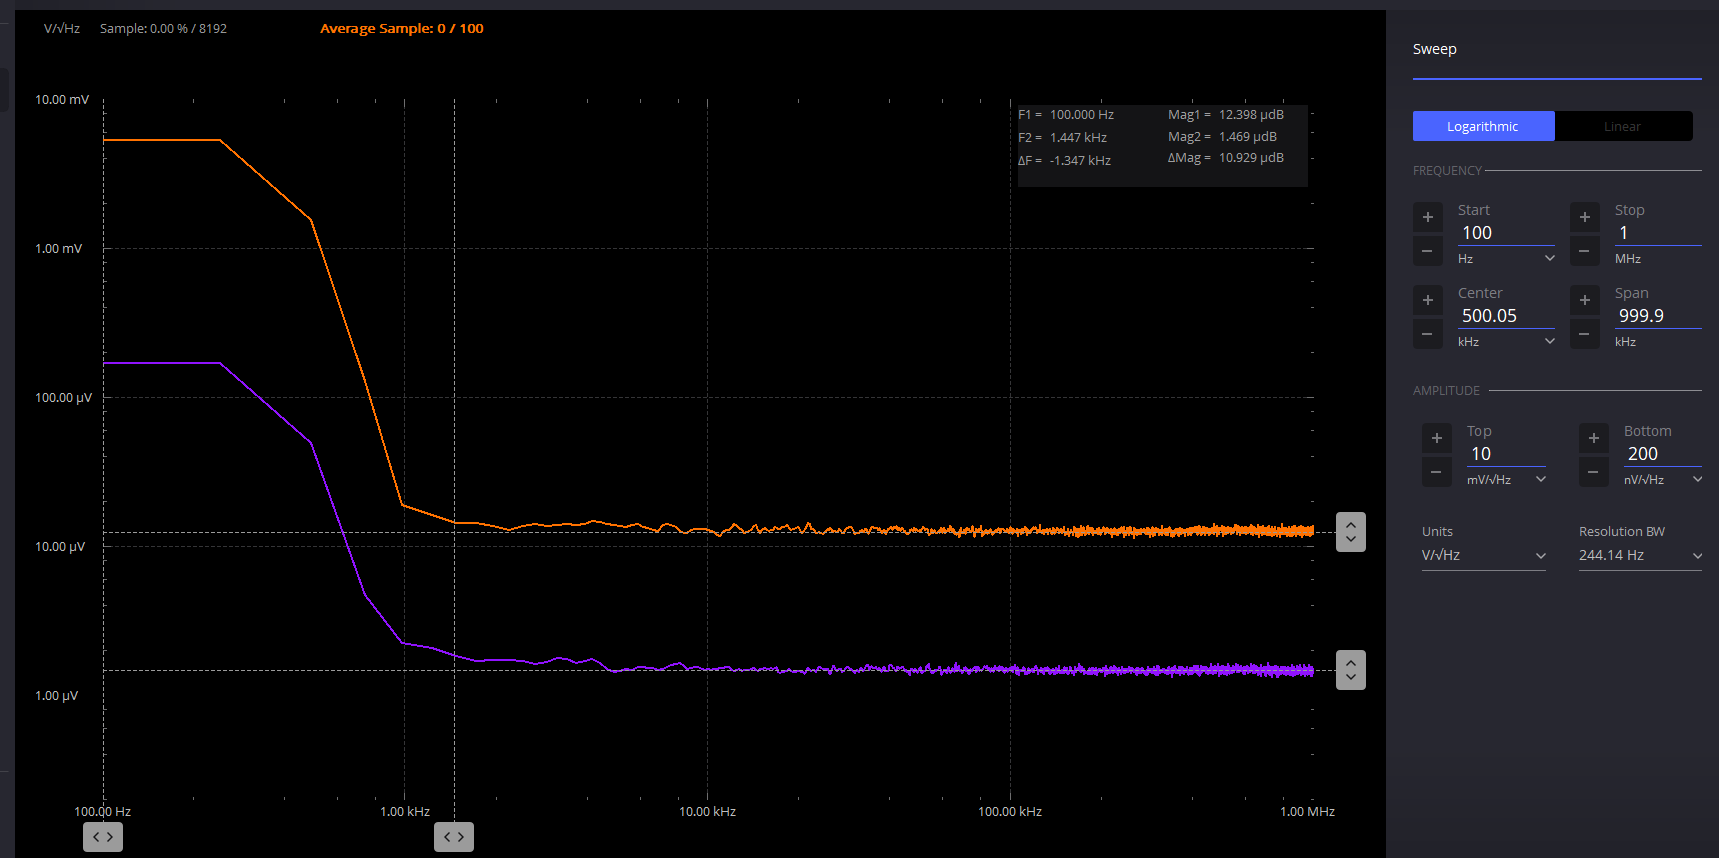 V/√Hz Sample: 0.00 % / 8192 Average Sample: 0 / 100
10.00 mV
1.00 mV
100.00 µV
10.00 µV
1.00 µV
F1 = 100.000 Hz Mag1 = 12.398 µdB
F2 = 1.447 kHz Mag2 = 1.469 µdB
ΔF = -1.347 kHz ΔMag = 10.929 µdB
100.00 Hz 1.00 kHz 10.00 kHz 100.00 kHz 1.00 MHz
Sweep
Logarithmic Linear
FREQUENCY
Start Stop
100 1
Hz MHz
Center Span
500.05 999.9
kHz kHz
AMPLITUDE
Top Bottom
10 200
mV/√Hz nV/√Hz
Units Resolution BW
V/√Hz 244.14 Hz